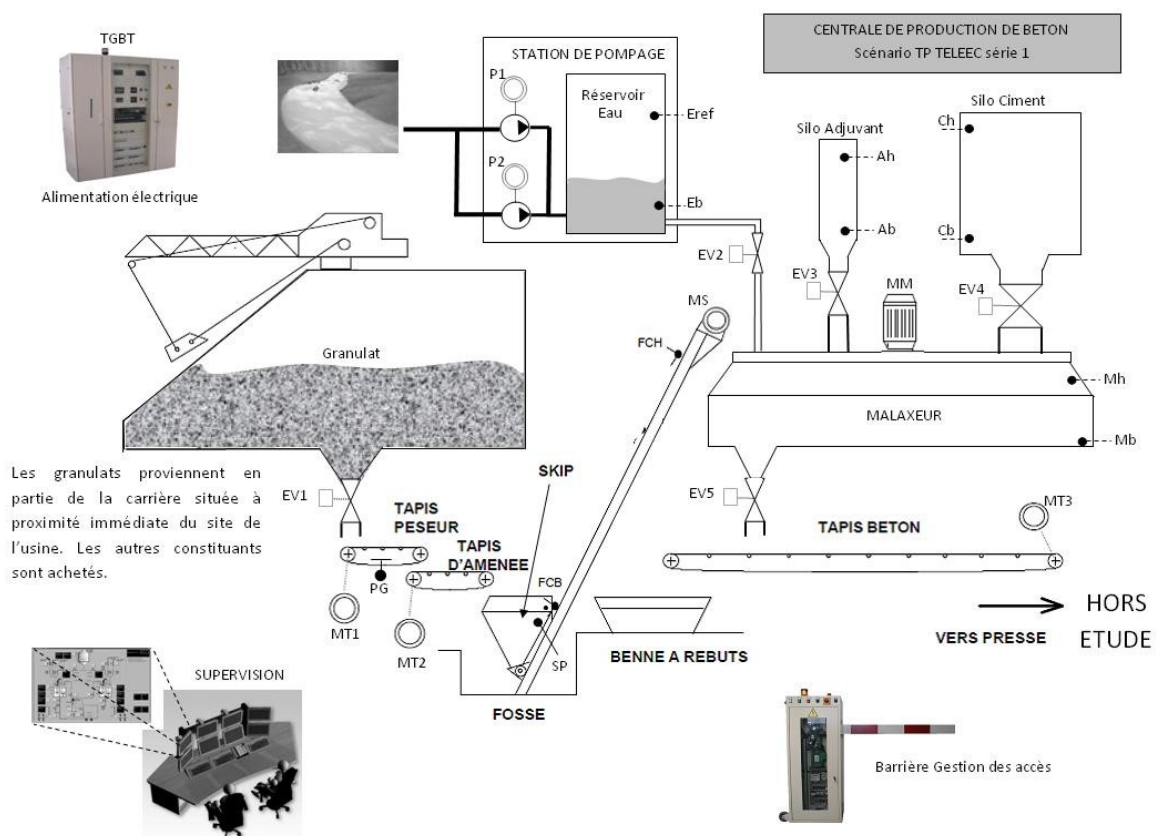 TGBT
Alimentation électrique
STATION DE POMPAGE
P1
P2
Réservoir
Eau
Eref
Eb
CENTRALE DE PRODUCTION DE BETON
Scénario TP TELEEC série 1
Silo Ciment
Silo Adjuvant
Ch
Ah
Ab
Cb
EV2
EV3
MM
EV4
MS
FCH
Granulat
Mh
MALAXEUR
Mb
Les granulats proviennent en
partie de la carrière située à
proximité immédiate du site de
l'usine. Les autres constituants
sont achetés.
EV1
SKIP
EV5
TAPIS
PESEUR
TAPIS
D'AMENEE
MT3
TAPIS BETON
PG
FCB
MT1
MT2
SP
BENNE A REBUTS
HORS
ETUDE
VERS PRESSE
FOSSE
SUPERVISION
Barrière Gestion des accès